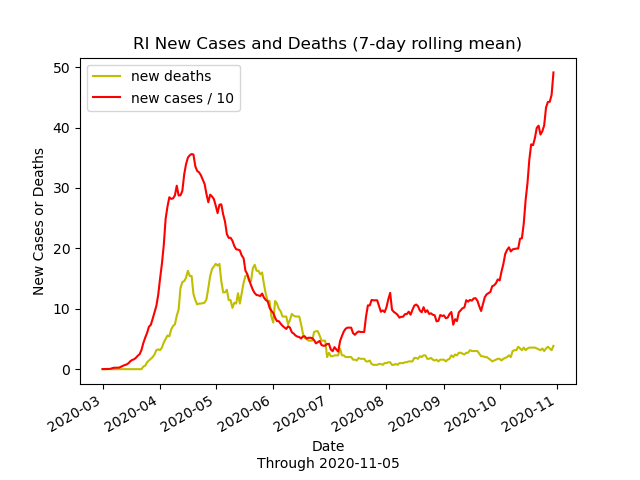 RI New Cases and Deaths (7-day rolling mean)
new deaths
new cases / 10
New Cases or Deaths
50
40
30
20
10
0
2020-03
2020-04
2020-05
2020-06
2020-07
2020-08
2020-09
2020-10
2020-11
Date
Through 2020-11-05